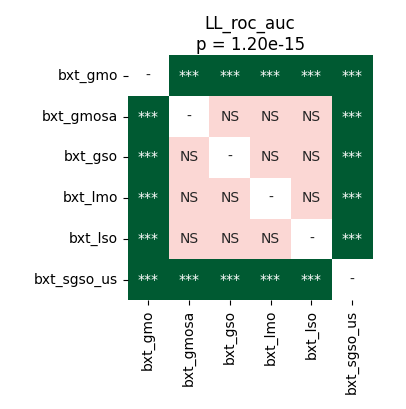 LL_roc_auc
p = 1.20e-15
bxt_gmo - *** *** *** *** ***
bxt_gmosa *** - NS NS NS ***
bxt_gso *** NS - NS NS ***
bxt_lmo *** NS NS - NS ***
bxt_lso *** NS NS NS - ***
bxt_sgso_us *** *** *** *** *** -
bxt_gmo
bxt_gmosa
bxt_gso
bxt_lmo
bxt_lso
bxt_sgso_us